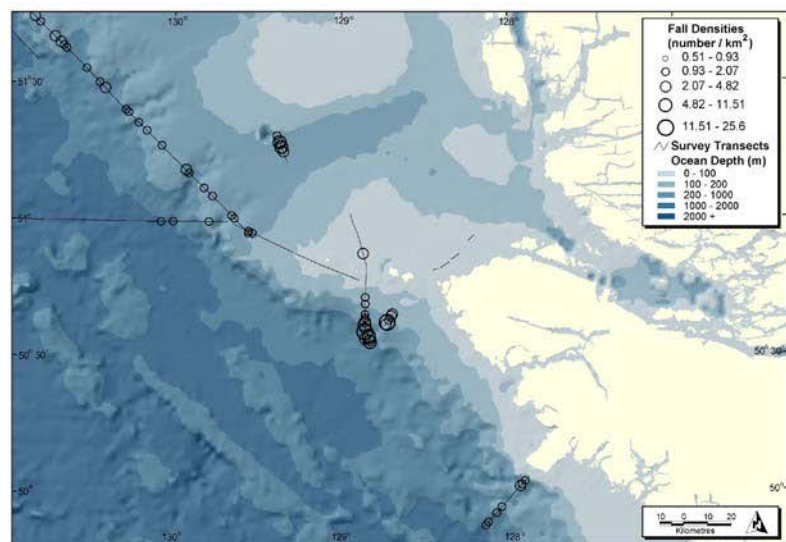 130°
129°
128°
Fall Densities
(number / km²)
0.51 - 0.93
0.93 - 2.07
2.07 - 4.82
4.82 - 11.51
11.51 - 25.6
Survey Transects
Ocean Depth (m)
0 - 100
100 - 200
200 - 1000
1000 - 2000
2000 +
51° 30'
51°
51°
50° 30'
50° 30'
50°
50°
10 0 10 20
Kilometres
N
130°
129°
128°